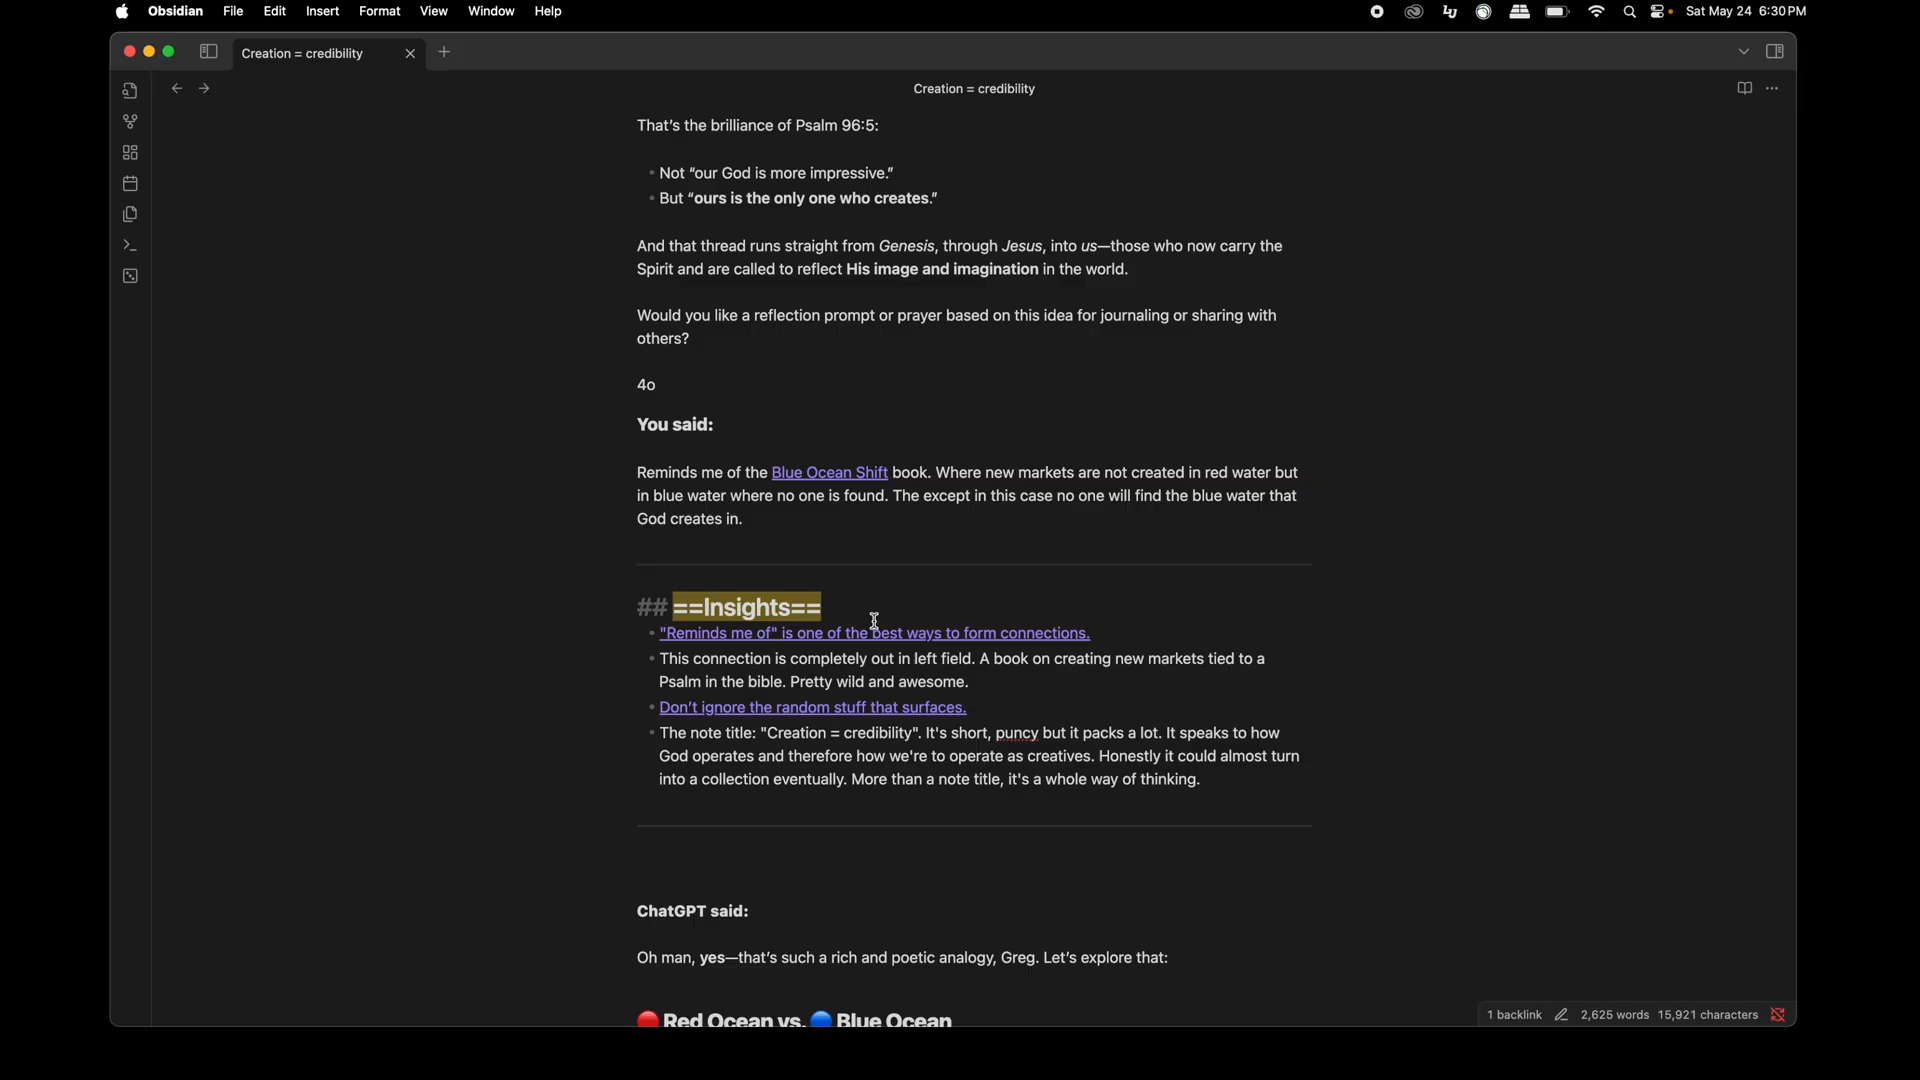 Obsidian File Edit Insert Format View Window Help
Sat May 24 6:30 PM
Creation = credibility
Creation = credibility
That's the brilliance of Psalm 96:5:
• Not “our God is more impressive.”
• But “ours is the only one who creates.”
And that thread runs straight from Genesis, through Jesus, into us—those who now carry the
Spirit and are called to reflect His image and imagination in the world.
Would you like a reflection prompt or prayer based on this idea for journaling or sharing with
others?
4o
You said:
Reminds me of the Blue Ocean Shift book. Where new markets are not created in red water but
in blue water where no one is found. The except in this case no one will find the blue water that
God creates in.
## ==Insights==
• "Reminds me of" is one of the best ways to form connections.
• This connection is completely out in left field. A book on creating new markets tied to a
Psalm in the bible. Pretty wild and awesome.
• Don’t ignore the random stuff that surfaces.
• The note title: "Creation = credibility". It's short, puncy but it packs a lot. It speaks to how
God operates and therefore how we're to operate as creatives. Honestly it could almost turn
into a collection eventually. More than a note title, it's a whole way of thinking.
ChatGPT said:
Oh man, yes—that’s such a rich and poetic analogy, Greg. Let’s explore that:
🔴 Red Ocean vs. 🔵 Blue Ocean
1 backlink 2,625 words 15,921 characters